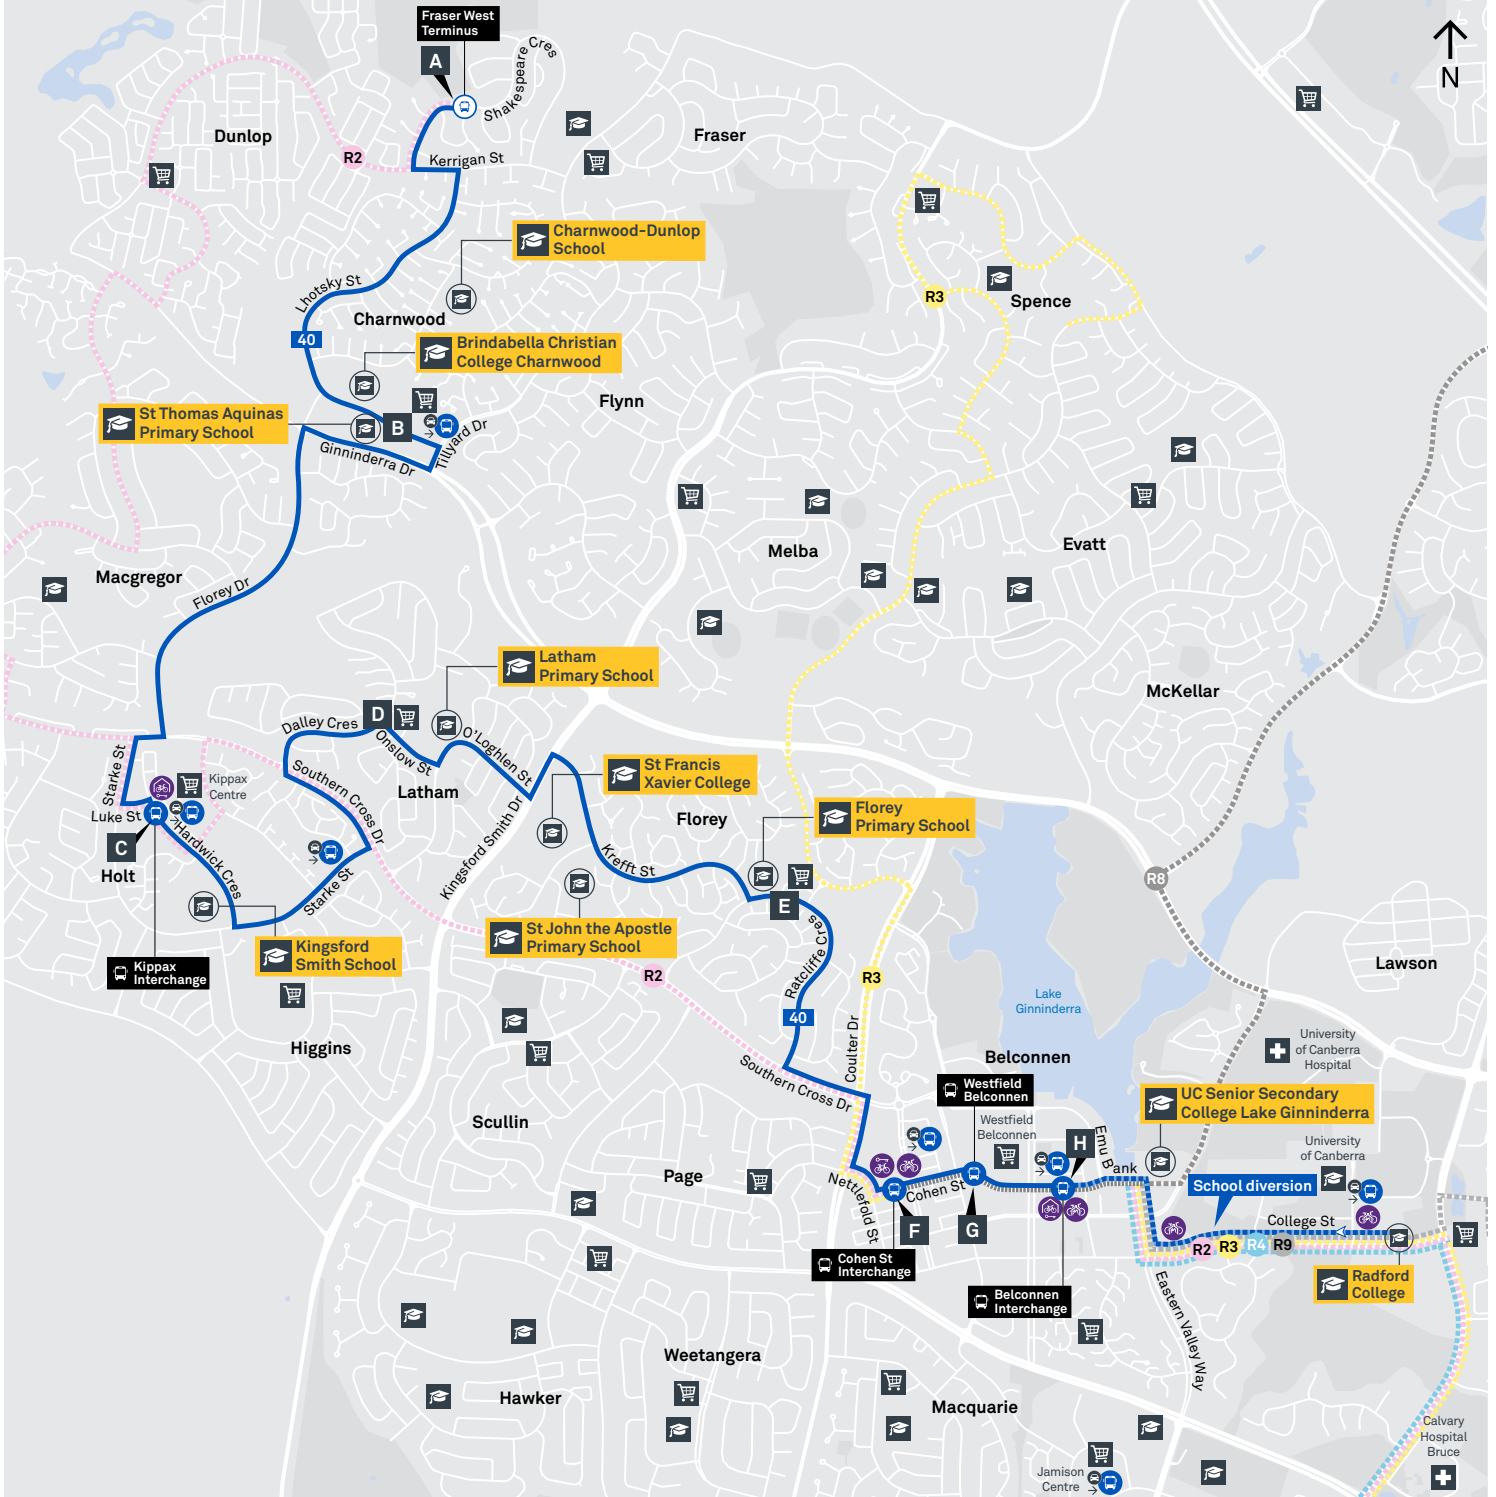 Fraser West
Terminus
A
N
Shakespeare Cres
Dunlop
Fraser
R2
Kerrigan St
Charnwood-Dunlop
School
Lhotsky St
R3
Spence
Charnwood
40
Brindabella Christian
College Charnwood
Flynn
St Thomas Aquinas
Primary School
B
Tillyard Dr
Ginninderra Dr
Melba
Evatt
Macgregor
Florey Dr
Latham
Primary School
McKellar
D
Dalley Cres
Onslow St
O'Loghlen St
Starke St
Southern Cross Dr
Kippax
Centre
St Francis
Xavier College
Latham
Luke St
Kingsford Smith Dr
Florey
Florey
Primary School
C
Hardwick Cres
Holt
Krefft St
Starke St
R8
E
Ratcliffe Cres
St John the Apostle
Primary School
Kingsford
Smith School
Kippax
Interchange
R2
R3
Lawson
Lake
Ginninderra
40
Higgins
Coulter Dr
University
of Canberra
Hospital
Belconnen
Southern Cross Dr
Westfield
Belconnen
UC Senior Secondary
College Lake Ginninderra
Scullin
Westfield
Belconnen
H
Emu Bank
University
of Canberra
Page
Nettlefold St
Cohen St
School diversion
College St
F
G
R2
R3
R4
R9
Cohen St
Interchange
Belconnen
Interchange
Radford
College
Eastern Valley Way
Weetangera
Hawker
Macquarie
Calvary
Hospital
Bruce
Jamison
Centre